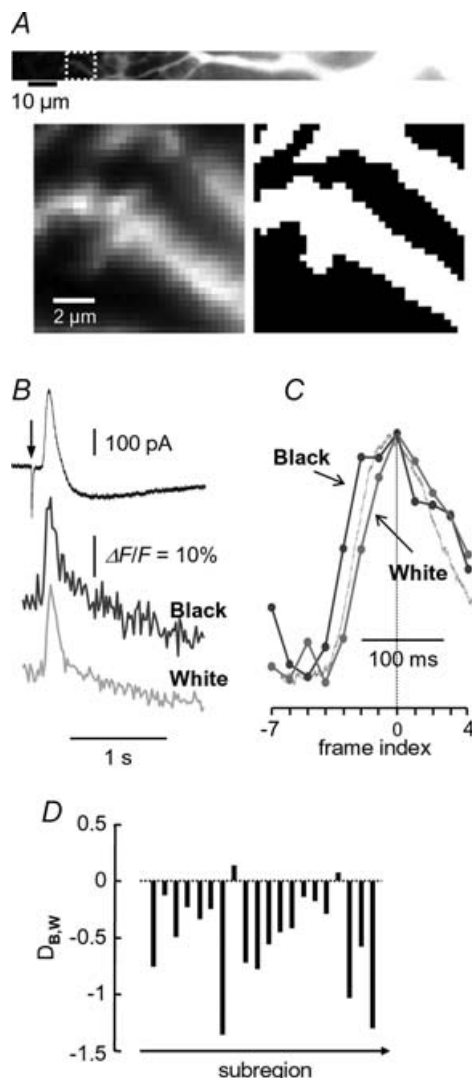 A
10 µm
2 µm
B
100 pA
ΔF/F = 10%
Black
White
1 s
C
Black
White
100 ms
-7 0 4
frame index
D
0.5
0
-0.5
-1
-1.5
D_B,W
subregion